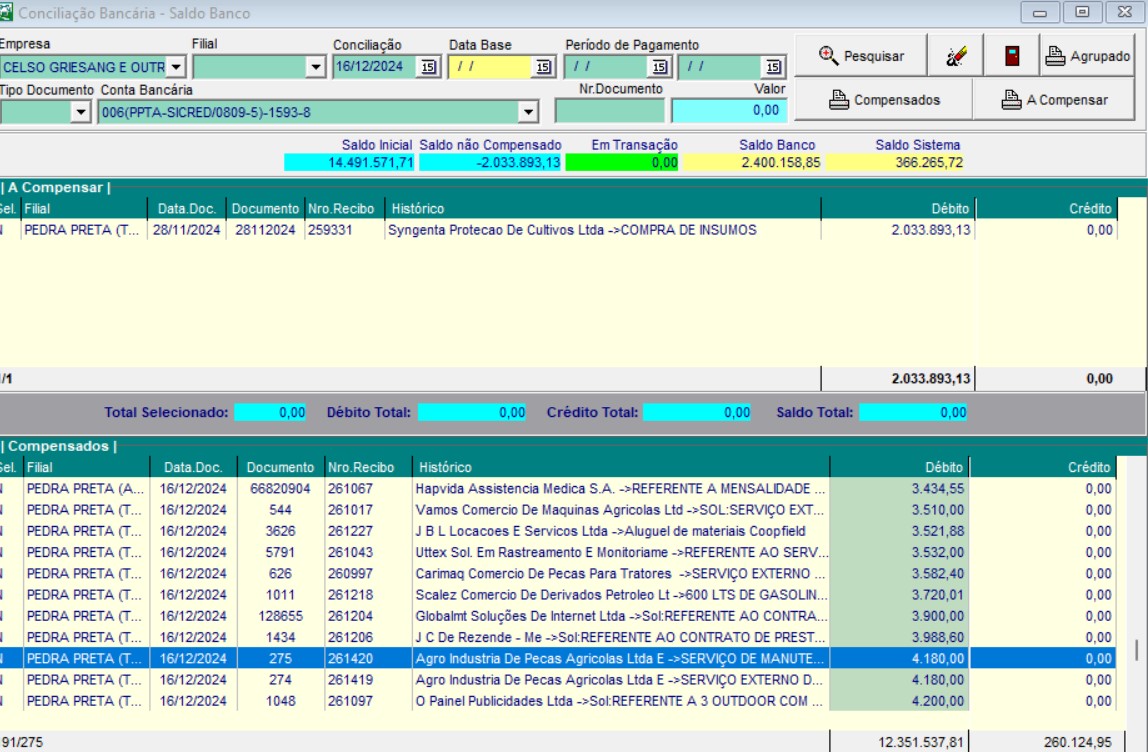 Conciliação Bancária - Saldo Banco
Empresa Filial Conciliação Data Base Período de Pagamento
CELSO GRIESANG E OUTR 16/12/2024 15 / / 15 / / 15 / / 15 Pesquisar Agrupado
Tipo Documento Conta Bancária Nr.Documento Valor
006(PPTA-SICRED/0809-5)-1593-8 0,00 Compensados A Compensar
Saldo Inicial Saldo não Compensado Em Transação Saldo Banco Saldo Sistema
14.491.571,71 -2.033.893,13 0,00 2.400.158,85 366.265,72
| A Compensar |
Sel. Filial Data.Doc. Documento Nro.Recibo Histórico Débito Crédito
PEDRA PRETA (T... 28/11/2024 28112024 259331 Syngenta Protecao De Cultivos Ltda ->COMPRA DE INSUMOS 2.033.893,13 0,00
/1 2.033.893,13 0,00
Total Selecionado: 0,00 Débito Total: 0,00 Crédito Total: 0,00 Saldo Total: 0,00
| Compensados |
Sel. Filial Data.Doc. Documento Nro.Recibo Histórico Débito Crédito
PEDRA PRETA (A... 16/12/2024 66820904 261067 Hapvida Assistencia Medica S.A. ->REFERENTE A MENSALIDADE ... 3.434,55 0,00
PEDRA PRETA (T... 16/12/2024 544 261017 Vamos Comercio De Maquinas Agricolas Ltd ->SOL:SERVIÇO EXT... 3.510,00 0,00
PEDRA PRETA (T... 16/12/2024 3626 261227 J B L Locacoes E Servicos Ltda ->Aluguel de materiais Coopfield 3.521,88 0,00
PEDRA PRETA (T... 16/12/2024 5791 261043 Uttex Sol. Em Rastreamento E Monitoriame ->REFERENTE AO SERV... 3.532,00 0,00
PEDRA PRETA (T... 16/12/2024 626 260997 Carimaq Comercio De Pecas Para Tratores ->SERVIÇO EXTERNO ... 3.582,40 0,00
PEDRA PRETA (T... 16/12/2024 1011 261218 Scalez Comercio De Derivados Petroleo Lt ->600 LTS DE GASOLIN... 3.720,01 0,00
PEDRA PRETA (T... 16/12/2024 128655 261204 Globalmt Soluções De Internet Ltda ->Sol:REFERENTE AO CONTRA... 3.900,00 0,00
PEDRA PRETA (T... 16/12/2024 1434 261206 J C De Rezende - Me ->Sol:REFERENTE AO CONTRATO DE PREST... 3.988,60 0,00
PEDRA PRETA (T... 16/12/2024 275 261420 Agro Industria De Pecas Agricolas Ltda E ->SERVIÇO DE MANUTE... 4.180,00 0,00
PEDRA PRETA (T... 16/12/2024 274 261419 Agro Industria De Pecas Agricolas Ltda E ->SERVIÇO EXTERNO D... 4.180,00 0,00
PEDRA PRETA (T... 16/12/2024 1048 261097 O Painel Publicidades Ltda ->Sol:REFERENTE A 3 OUTDOOR COM ... 4.200,00 0,00
91/275 12.351.537,81 260.124,95